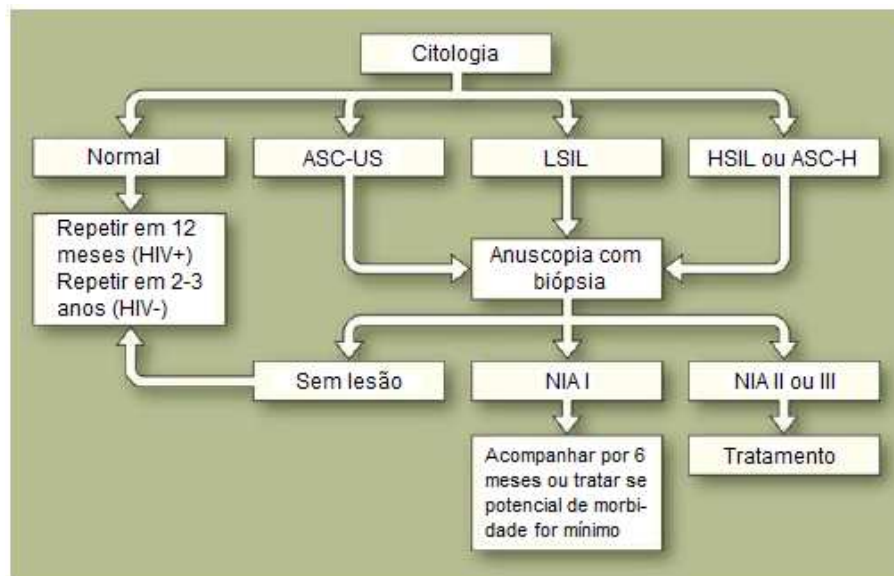 Citologia
Normal
ASC-US
LSIL
HSIL ou ASC-H
Repetir em 12
meses (HIV+)
Repetir em 2-3
anos (HIV-)
Anuscopia com
biópsia
Sem lesão
NIA I
NIA II ou III
Acompanhar por 6
meses ou tratar se
potencial de morbi-
dade for mínimo
Tratamento